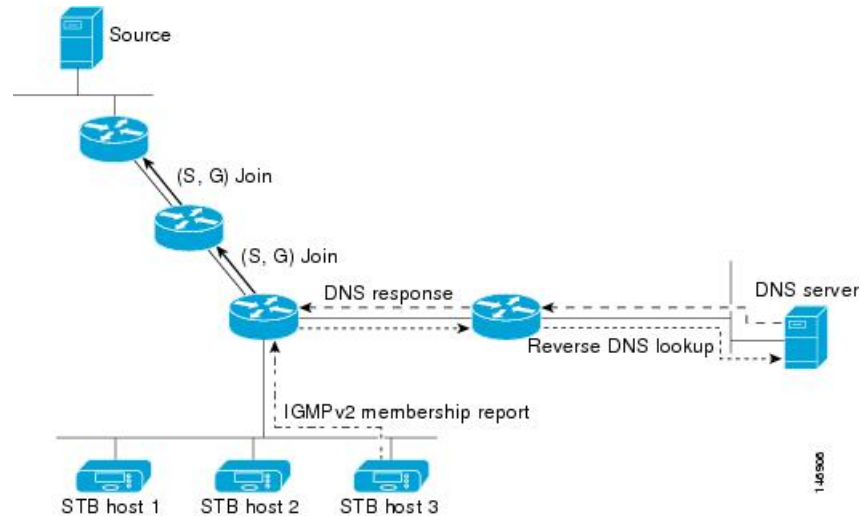 Source
(S, G) Join
(S, G) Join
DNS response
DNS server
Reverse DNS lookup
IGMPv2 membership report
STB host 1
STB host 2
STB host 3
146906